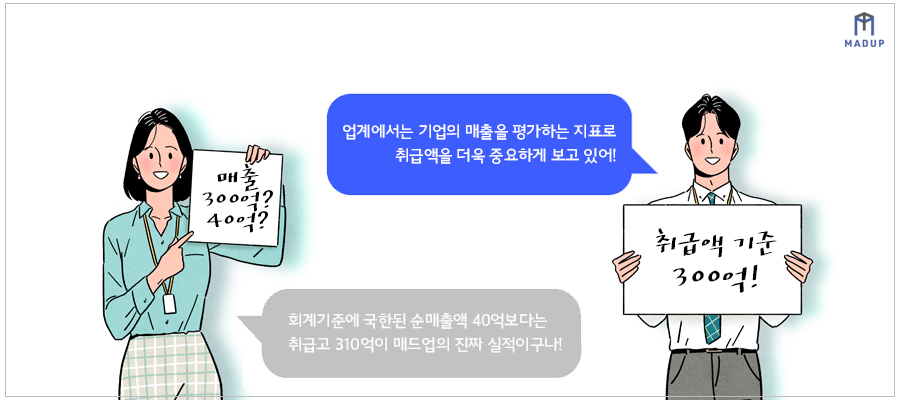 MADUP
업계에서는 기업의 매출을 평가하는 지표로
취급액을 더욱 중요하게 보고 있어!
매출
300억?
40억?
취급액 기준
300억!
회계기준에 국한된 순매출액 40억보다는
취급고 310억이 매드업의 진짜 실적이구나!